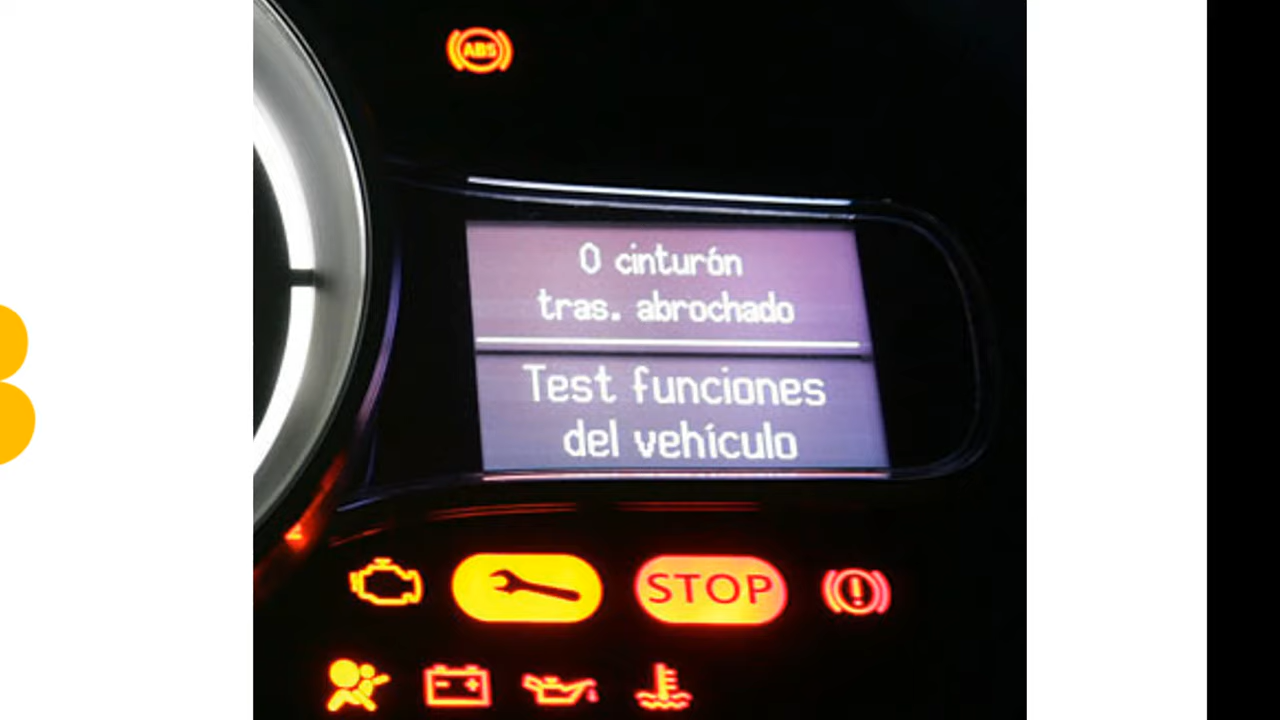 ABS
0 cinturón
tras. abrochado
Test funciones
del vehículo
STOP